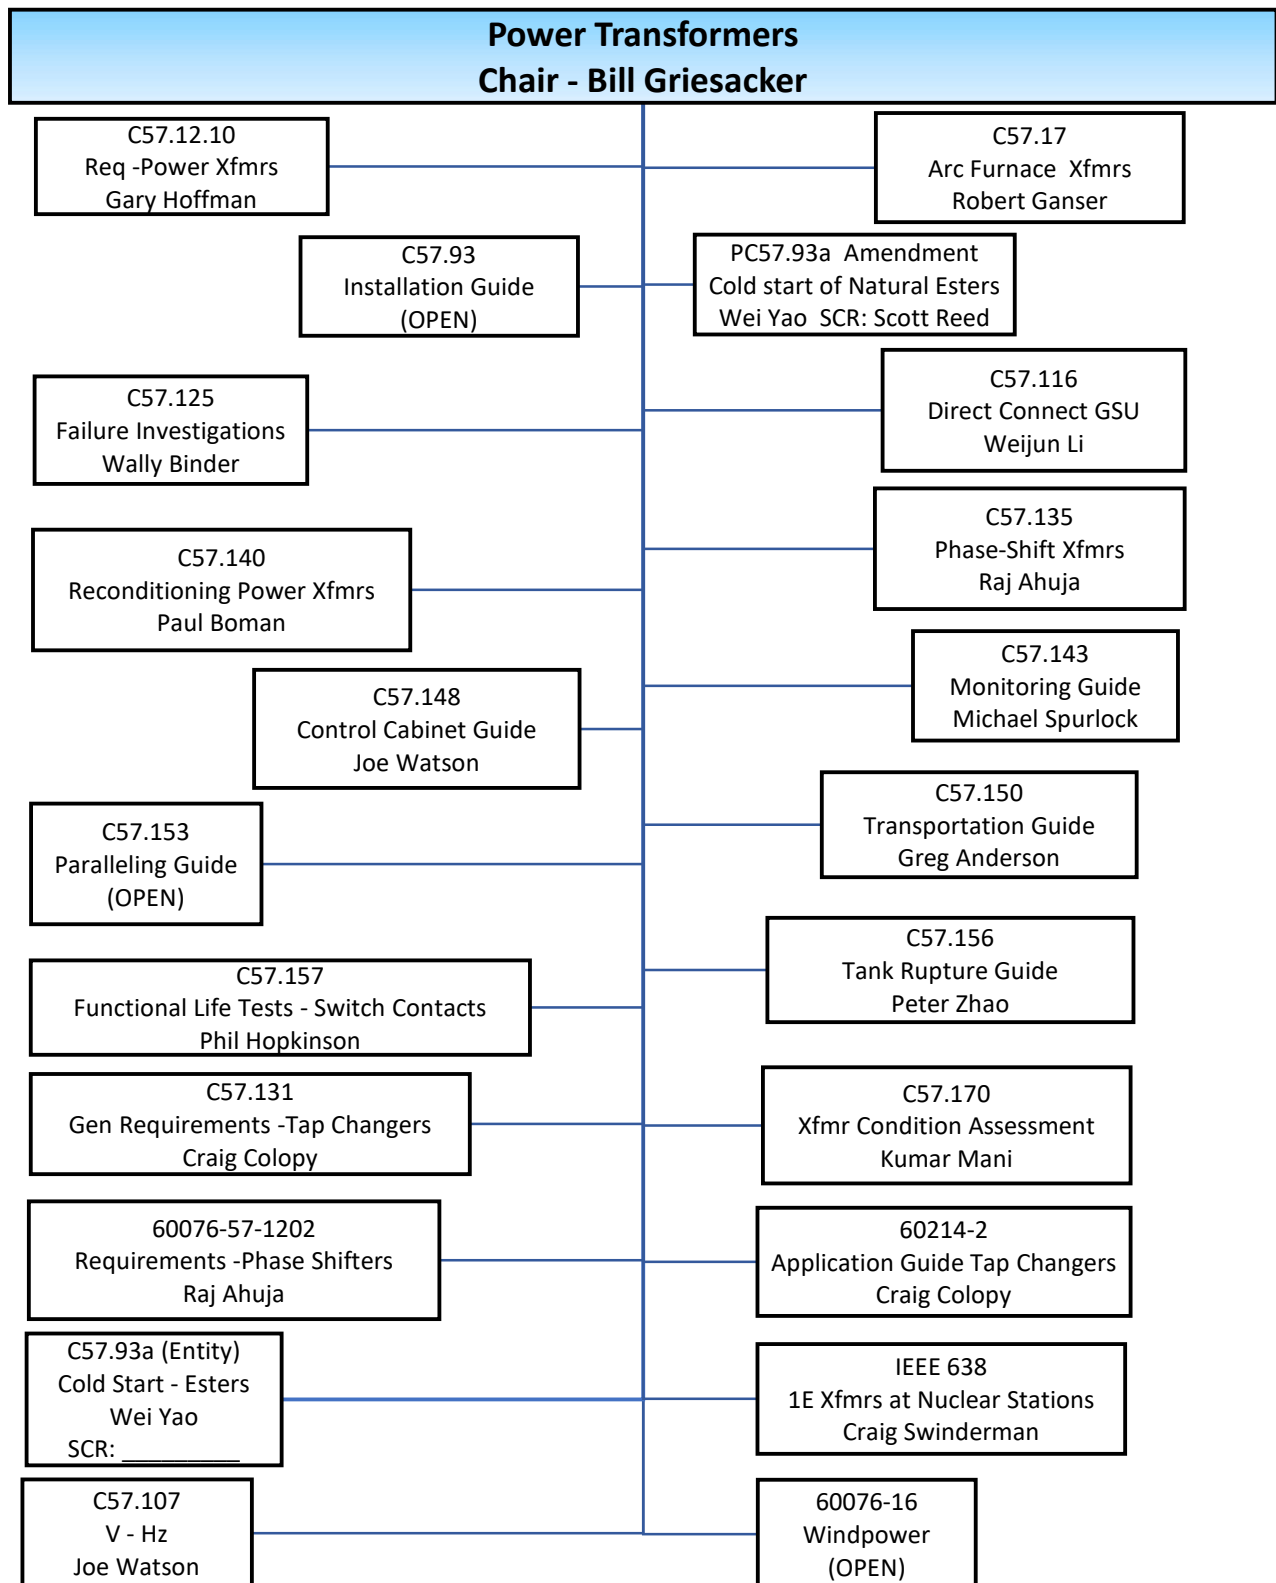 Power Transformers
Chair - Bill Griesacker
C57.12.10
Req -Power Xfmrs
Gary Hoffman
C57.17
Arc Furnace Xfmrs
Robert Ganser
C57.93
Installation Guide
(OPEN)
PC57.93a Amendment
Cold start of Natural Esters
Wei Yao SCR: Scott Reed
C57.125
Failure Investigations
Wally Binder
C57.116
Direct Connect GSU
Weijun Li
C57.140
Reconditioning Power Xfmrs
Paul Boman
C57.135
Phase-Shift Xfmrs
Raj Ahuja
C57.148
Control Cabinet Guide
Joe Watson
C57.143
Monitoring Guide
Michael Spurlock
C57.153
Paralleling Guide
(OPEN)
C57.150
Transportation Guide
Greg Anderson
C57.157
Functional Life Tests - Switch Contacts
Phil Hopkinson
C57.156
Tank Rupture Guide
Peter Zhao
C57.131
Gen Requirements -Tap Changers
Craig Colopy
C57.170
Xfmr Condition Assessment
Kumar Mani
60076-57-1202
Requirements -Phase Shifters
Raj Ahuja
60214-2
Application Guide Tap Changers
Craig Colopy
C57.93a (Entity)
Cold Start - Esters
Wei Yao
SCR: _________
IEEE 638
1E Xfmrs at Nuclear Stations
Craig Swinderman
C57.107
V - Hz
Joe Watson
60076-16
Windpower
(OPEN)